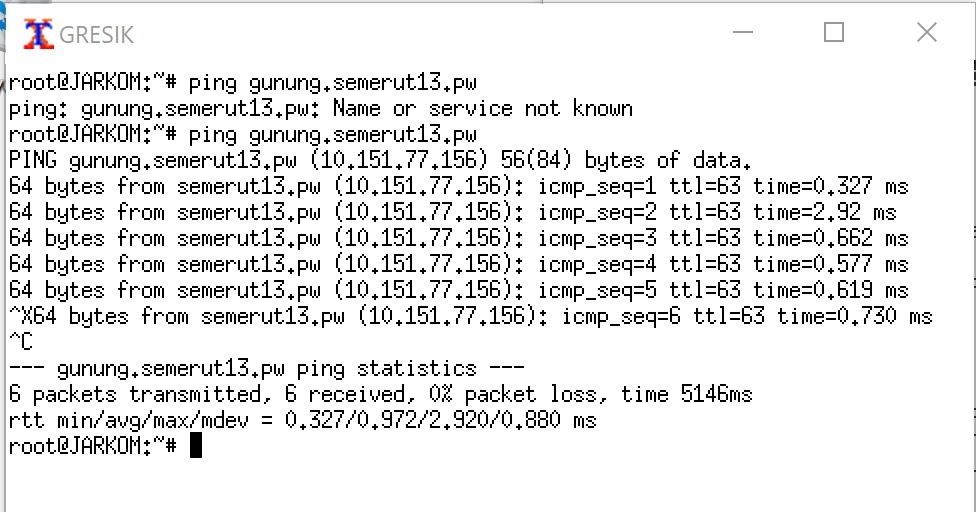 GRESIK
root@JARKOM:~# ping gunung.semerut13.pw
ping: gunung.semerut13.pw: Name or service not known
root@JARKOM:~# ping gunung.semerut13.pw
PING gunung.semerut13.pw (10.151.77.156) 56(84) bytes of data.
64 bytes from semerut13.pw (10.151.77.156): icmp_seq=1 ttl=63 time=0.327 ms
64 bytes from semerut13.pw (10.151.77.156): icmp_seq=2 ttl=63 time=2.92 ms
64 bytes from semerut13.pw (10.151.77.156): icmp_seq=3 ttl=63 time=0.662 ms
64 bytes from semerut13.pw (10.151.77.156): icmp_seq=4 ttl=63 time=0.577 ms
64 bytes from semerut13.pw (10.151.77.156): icmp_seq=5 ttl=63 time=0.619 ms
^X64 bytes from semerut13.pw (10.151.77.156): icmp_seq=6 ttl=63 time=0.730 ms
^C
--- gunung.semerut13.pw ping statistics ---
6 packets transmitted, 6 received, 0% packet loss, time 5146ms
rtt min/avg/max/mdev = 0.327/0.972/2.920/0.880 ms
root@JARKOM:~#